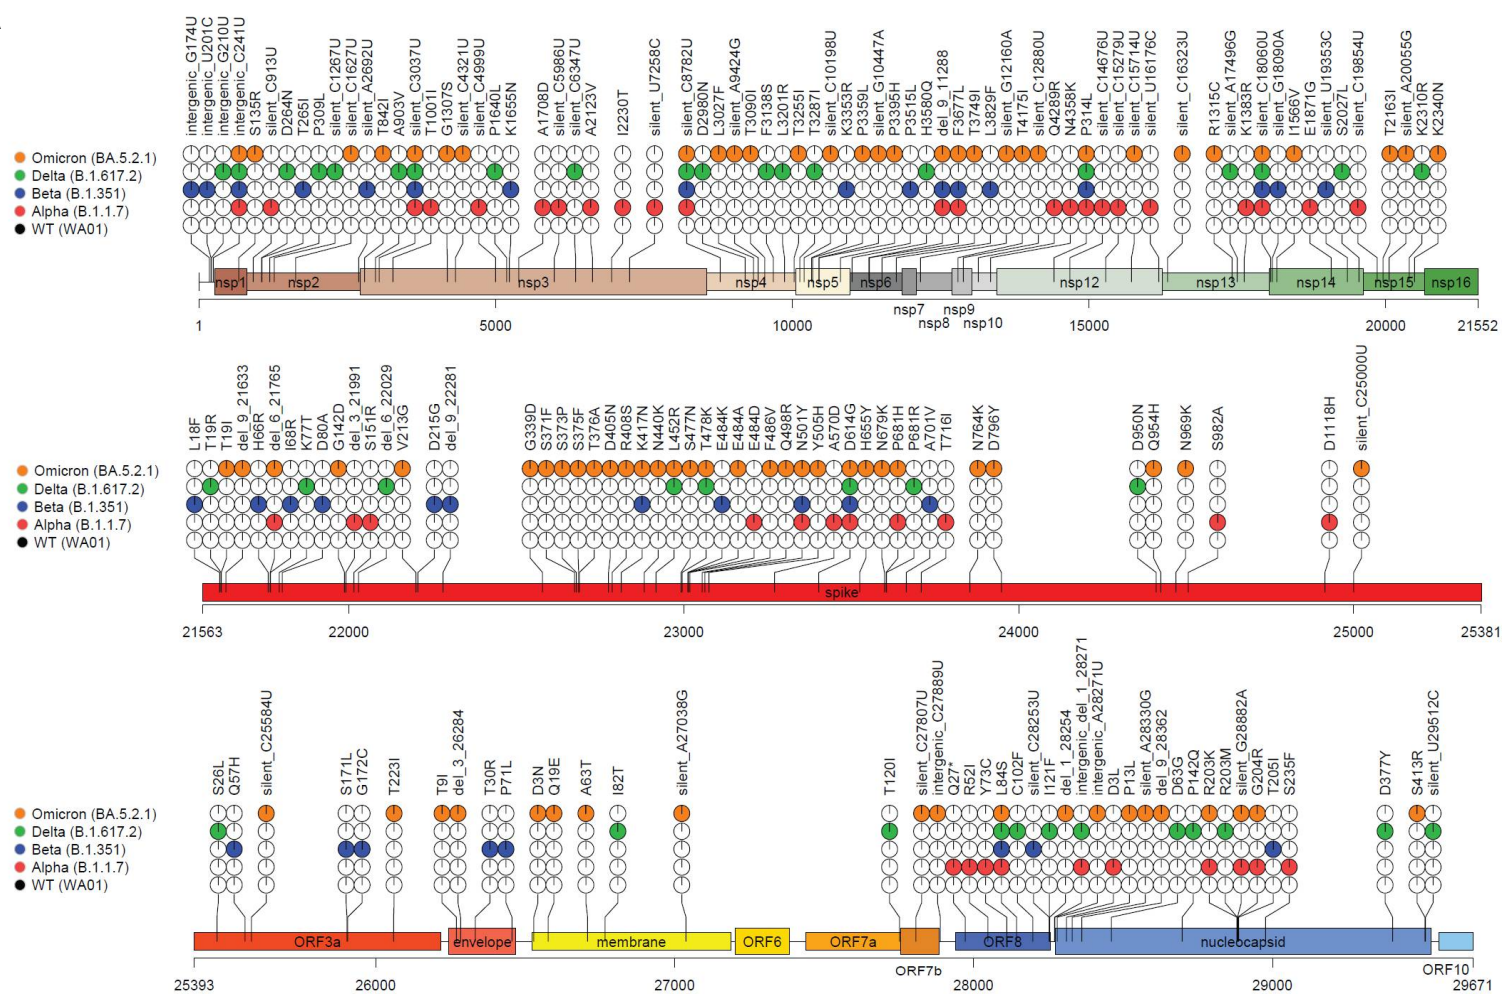 intergenic_G174U
intergenic_U201C
intergenic_G210U
intergenic_C241U
S135R
silent_C913U
D264N
T265I
P309L
silent_C1267U
silent_C1627U
silent_A2692U
T842I
A903V
silent_C3037U
T1001I
G1307S
silent_C4321U
silent_C4999U
P1640L
K1655N
A1708D
silent_C5986U
silent_C6347U
A2123V
I2230T
silent_U7258C
silent_C8782U
D2980N
L3027F
silent_A9424G
T3090I
F3138S
L3201R
T3255I
T3287I
silent_C10198U
K3353R
P3359L
silent_G10447A
P3395H
P3515L
H3580Q
del_9_11288
F3677L
T3749I
L3829F
silent_G12160A
T4175I
silent_C12880U
Q4289R
N4358K
P314L
silent_C14676U
silent_C15279U
silent_C15714U
silent_U16176C
silent_C16323U
R1315C
silent_A17496G
K1383R
silent_C18060U
silent_G18090A
I1566V
silent_U19353C
E1871G
S2027L
silent_C19854U
T2163I
silent_A20055G
K2310R
K2340N
Omicron (BA.5.2.1)
Delta (B.1.617.2)
Beta (B.1.351)
Alpha (B.1.1.7)
WT (WA01)
nsp1 nsp2 nsp3 nsp4 nsp5 nsp6 nsp12 nsp13 nsp14 nsp15 nsp16
nsp7 nsp8 nsp9 nsp10
1 5000 10000 15000 20000 21552
L18F
T19R
T19I
del_9_21633
H66R
del_6_21765
I68R
K77T
D80A
G142D
del_3_21991
S151R
del_6_22029
V213G
D215G
del_9_22281
G339D
S371F
S373P
S375F
T376A
D405N
R408S
K417N
N440K
L452R
S477N
T478K
E484K
E484A
E484D
F486V
Q498R
N501Y
Y505H
A570D
D614G
H655Y
N679K
P681H
P681R
A701V
T716I
N764K
D796Y
D950N
Q954H
N969K
S982A
D1118H
silent_C25000U
Omicron (BA.5.2.1)
Delta (B.1.617.2)
Beta (B.1.351)
Alpha (B.1.1.7)
WT (WA01)
spike
21563 22000 23000 24000 25000 25381
S26L
Q57H
silent_C25584U
S171L
G172C
T223I
T9I
del_3_26284
T30R
P71L
D3N
Q19E
A63T
I82T
silent_A27038G
T120I
silent_C27807U
intergenic_C27889U
Q27*
R52I
Y73C
L84S
C102F
silent_C28253U
I121F
del_1_28254
intergenic_del_1_28271
intergenic_A28271U
D3L
P13L
silent_A28330G
del_9_28362
D63G
P142Q
R203K
R203M
silent_G28882A
G204R
T205I
S235F
D377Y
S413R
silent_U29512C
Omicron (BA.5.2.1)
Delta (B.1.617.2)
Beta (B.1.351)
Alpha (B.1.1.7)
WT (WA01)
ORF3a envelope membrane ORF6 ORF7a ORF8 nucleocapsid
ORF7b ORF10
25393 26000 27000 28000 29000 29671